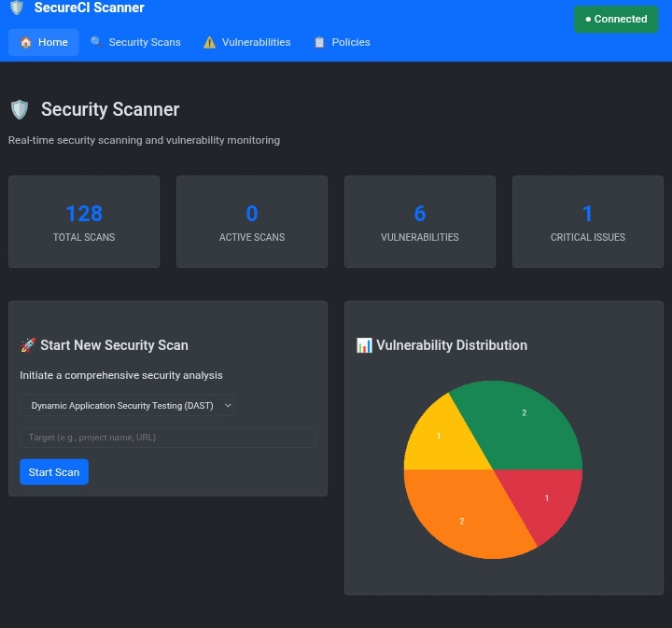 SecureCI Scanner
● Connected
Home
Security Scans
Vulnerabilities
Policies
Security Scanner
Real-time security scanning and vulnerability monitoring
128
TOTAL SCANS
0
ACTIVE SCANS
6
VULNERABILITIES
1
CRITICAL ISSUES
Start New Security Scan
Initiate a comprehensive security analysis
Dynamic Application Security Testing (DAST)
Target (e.g., project name, URL)
Start Scan
Vulnerability Distribution
2
1
1
2